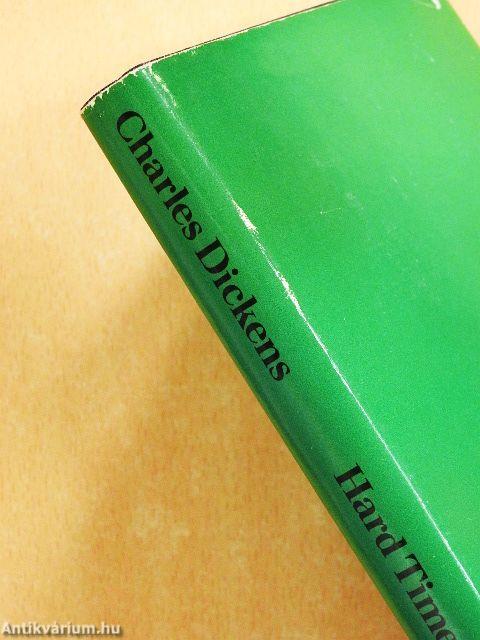 Charles Dickens
Hard Time
Antikvárium.hu